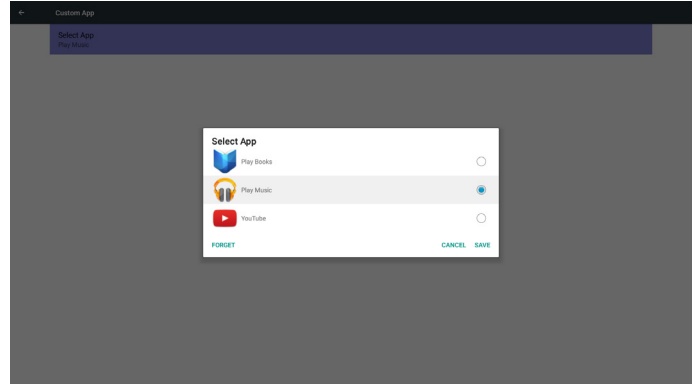 Custom App
Select App
Play Music
Select App
Play Books
Play Music
YouTube
FORGET CANCEL SAVE